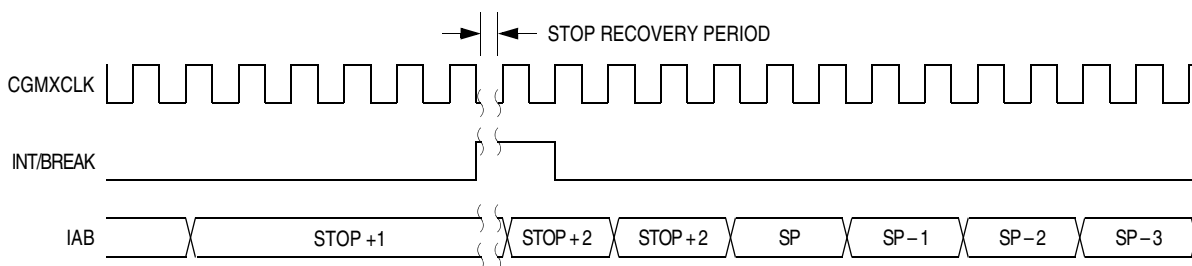 STOP RECOVERY PERIOD
CGMXCLK
INT/BREAK
IAB STOP +1 STOP + 2 STOP + 2 SP SP – 1 SP – 2 SP – 3